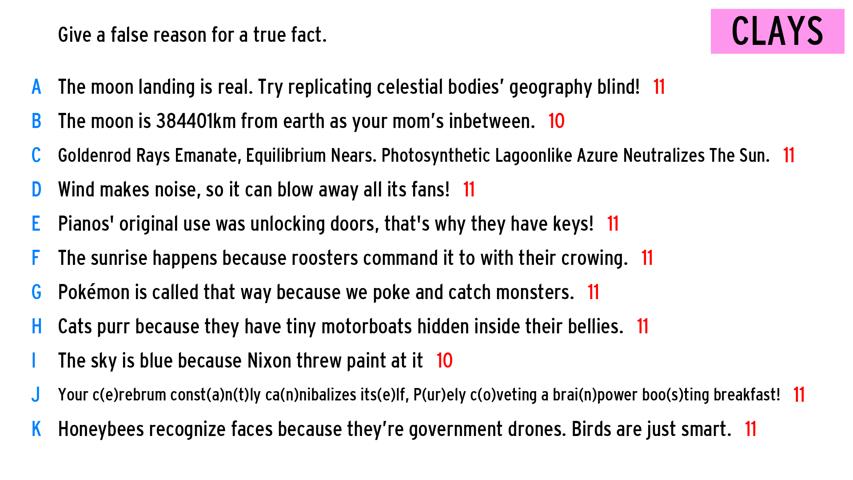 Give a false reason for a true fact.
CLAYS
A The moon landing is real. Try replicating celestial bodies' geography blind! 11
B The moon is 384401km from earth as your mom's inbetween. 10
C Goldenrod Rays Emanate, Equilibrium Nears. Photosynthetic Lagoonlike Azure Neutralizes The Sun. 11
D Wind makes noise, so it can blow away all its fans! 11
E Pianos' original use was unlocking doors, that's why they have keys! 11
F The sunrise happens because roosters command it to with their crowing. 11
G Pokémon is called that way because we poke and catch monsters. 11
H Cats purr because they have tiny motorboats hidden inside their bellies. 11
I The sky is blue because Nixon threw paint at it 10
J Your c(e)rebrum const(a)n(t)ly ca(n)nibalizes its(e)lf, P(ur)ely c(o)veting a brai(n)power boo(s)ting breakfast! 11
K Honeybees recognize faces because they're government drones. Birds are just smart. 11